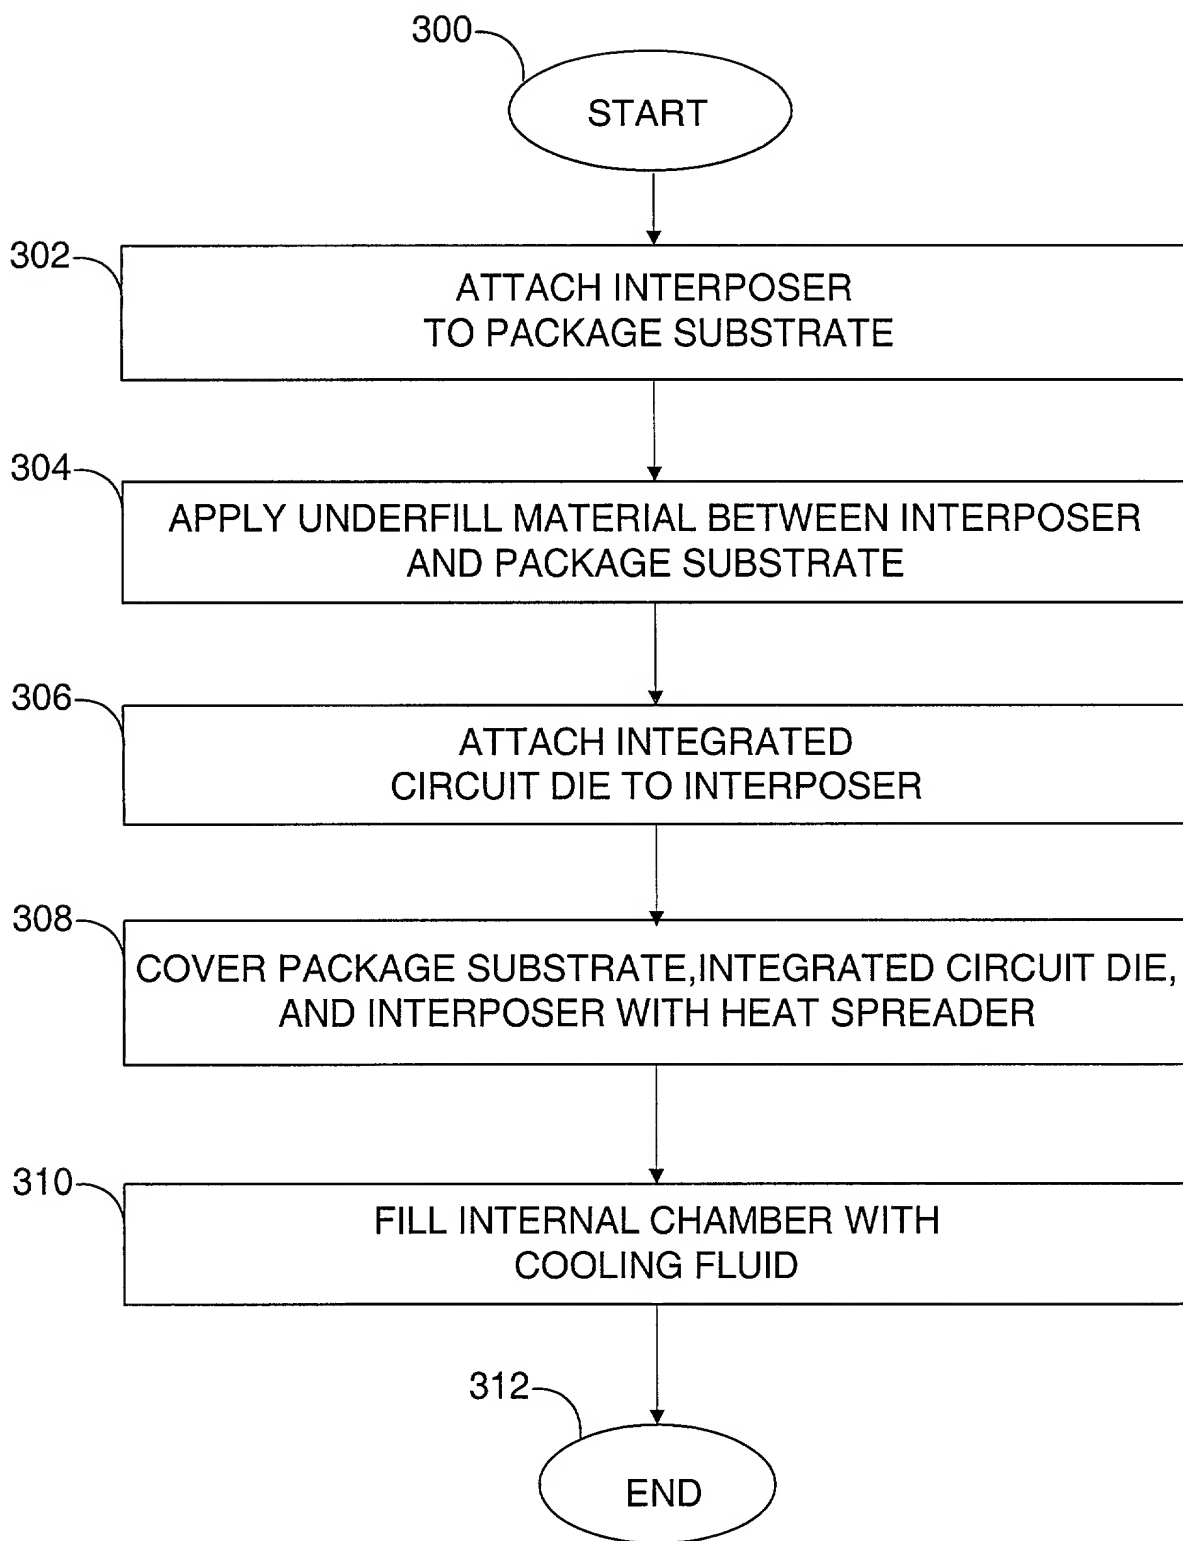 300
START
302
ATTACH INTERPOSER
TO PACKAGE SUBSTRATE
304
APPLY UNDERFILL MATERIAL BETWEEN INTERPOSER
AND PACKAGE SUBSTRATE
306
ATTACH INTEGRATED
CIRCUIT DIE TO INTERPOSER
308
COVER PACKAGE SUBSTRATE,INTEGRATED CIRCUIT DIE,
AND INTERPOSER WITH HEAT SPREADER
310
FILL INTERNAL CHAMBER WITH
COOLING FLUID
312
END